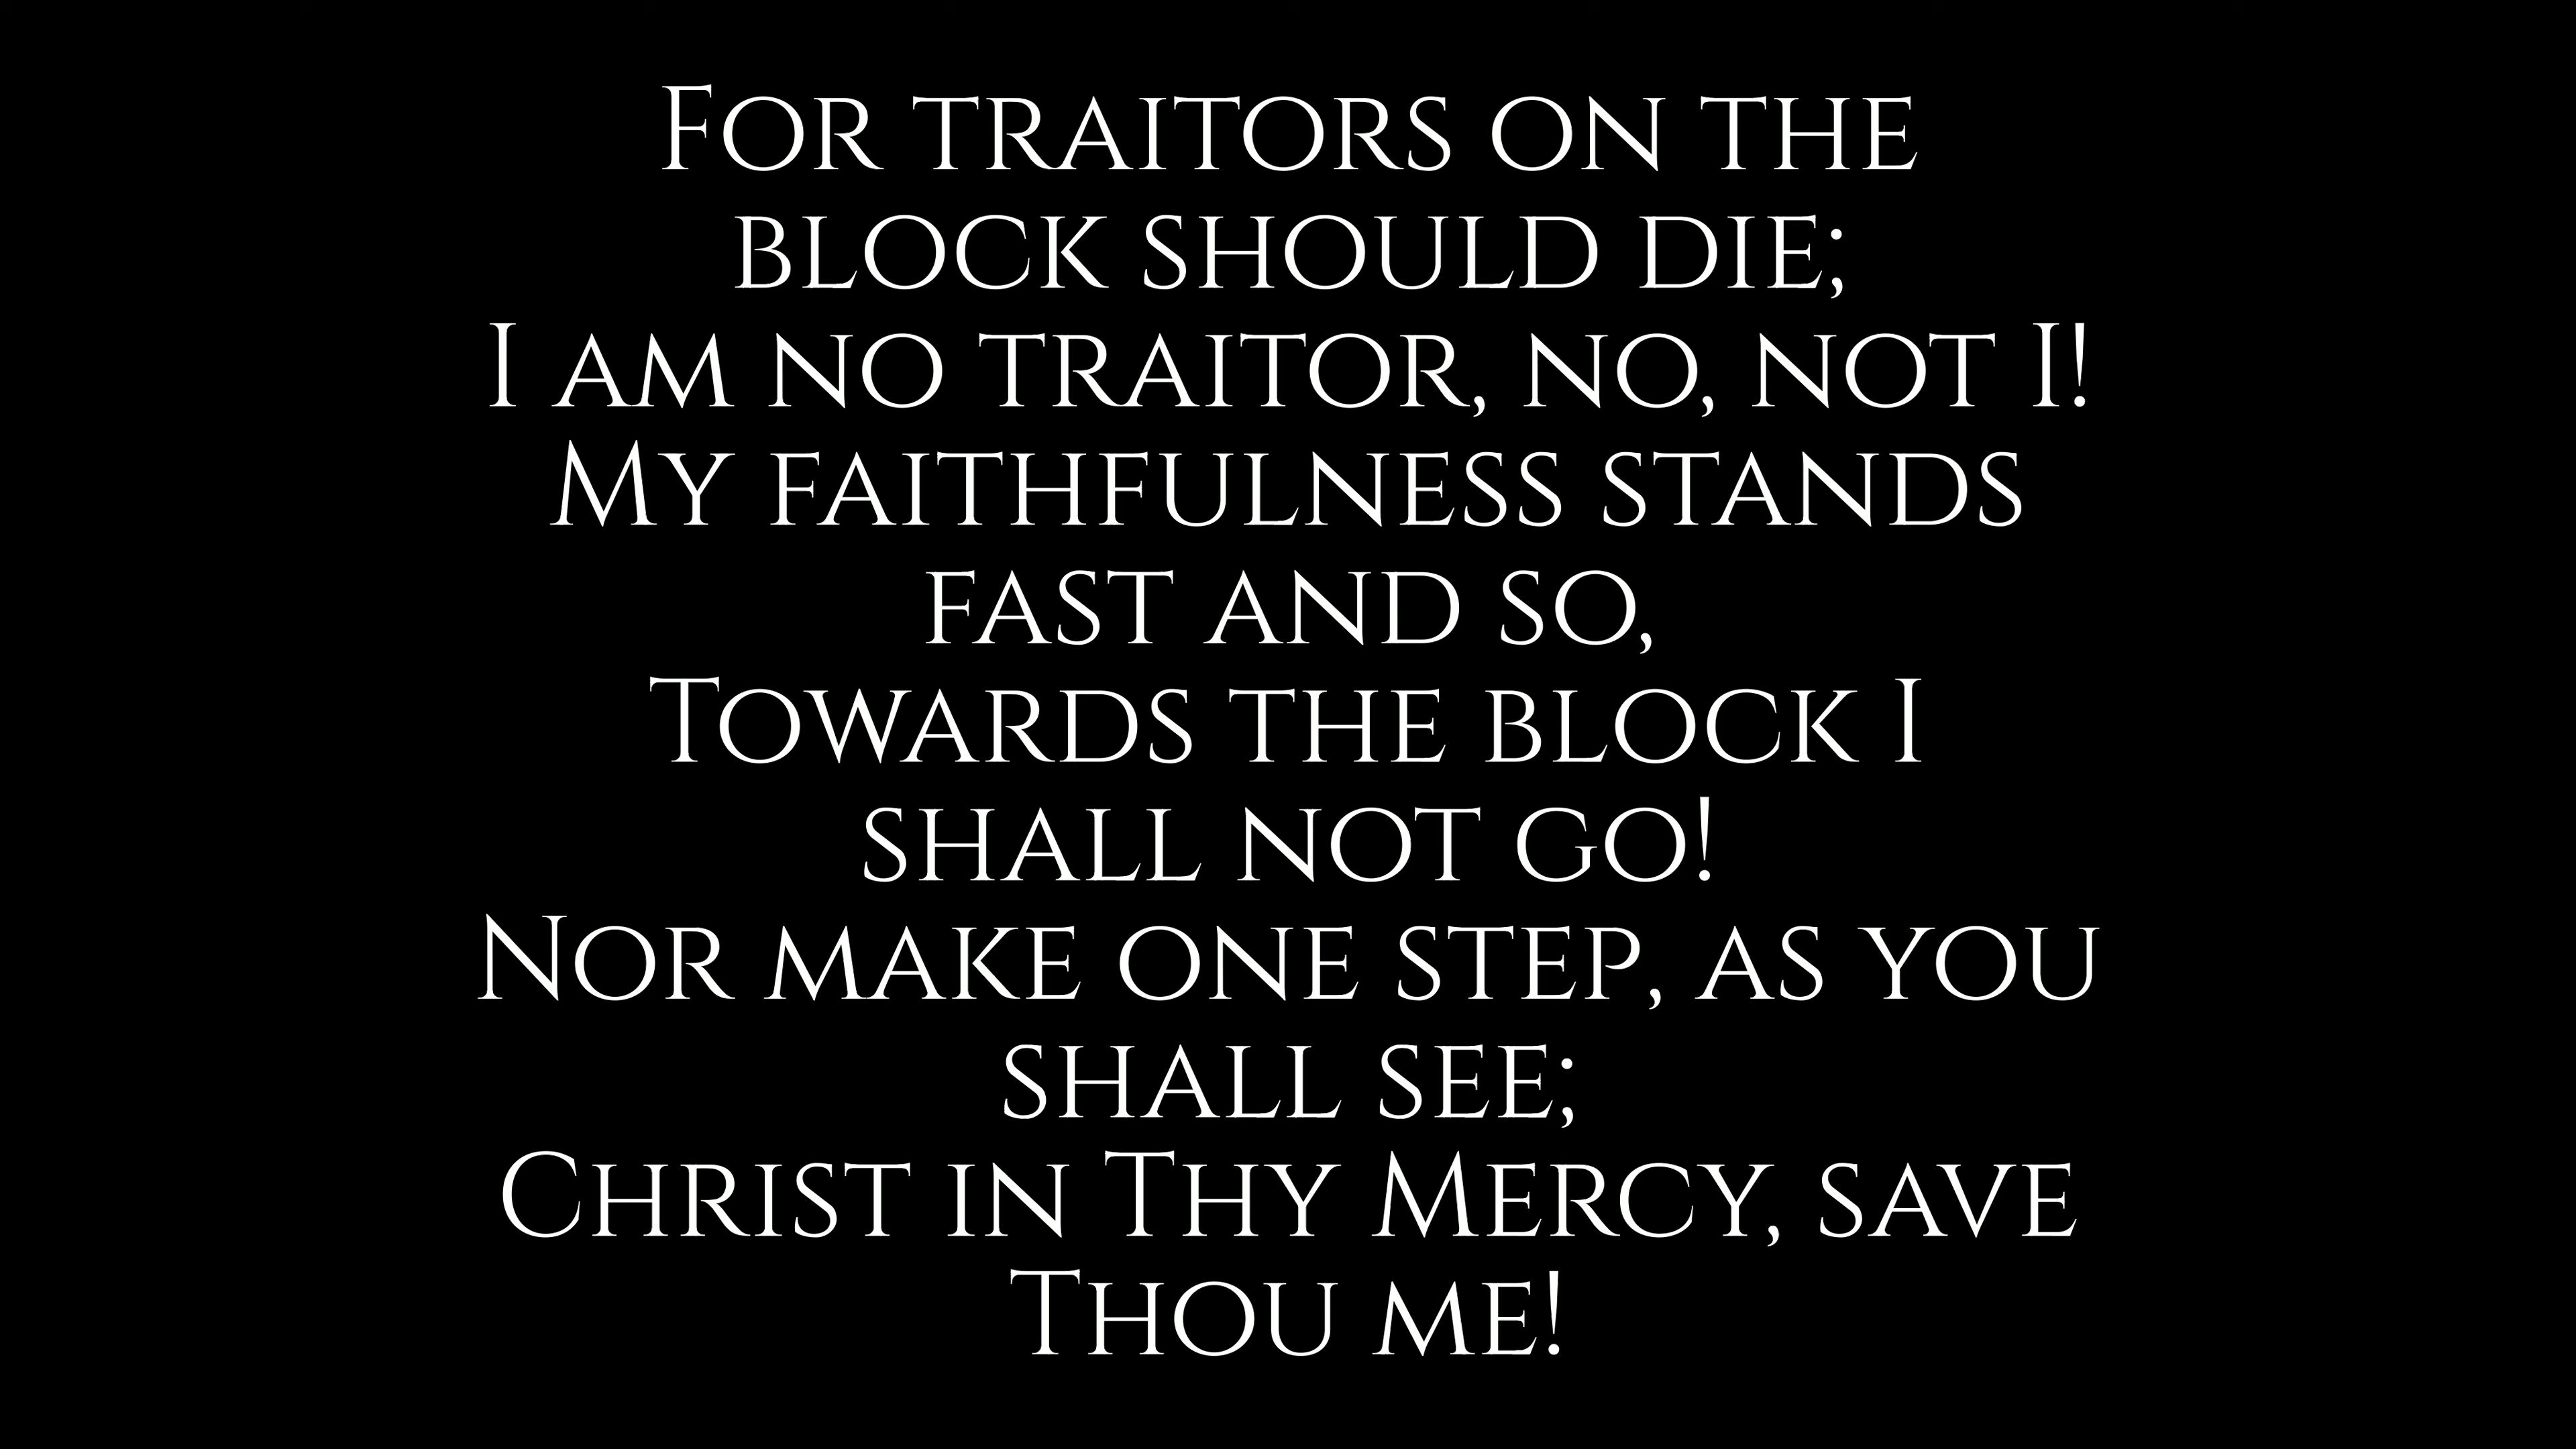 For traitors on the
block should die;
I am no traitor, no, not I!
My faithfulness stands
fast and so,
Towards the block I
shall not go!
Nor make one step, as you
shall see;
Christ in Thy Mercy, save
Thou me!